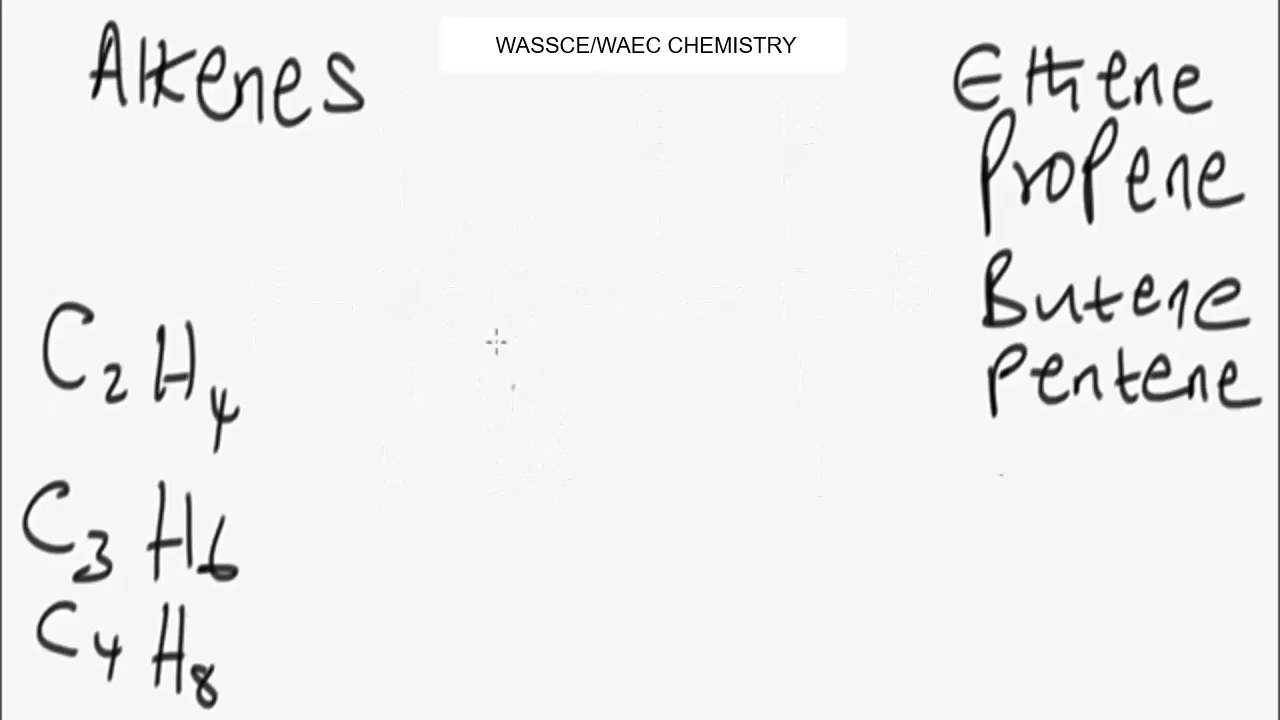 Alkenes
WASSCE/WAEC CHEMISTRY
Ethene
Propene
Butene
Pentene
C2H4
C3H6
C4H8